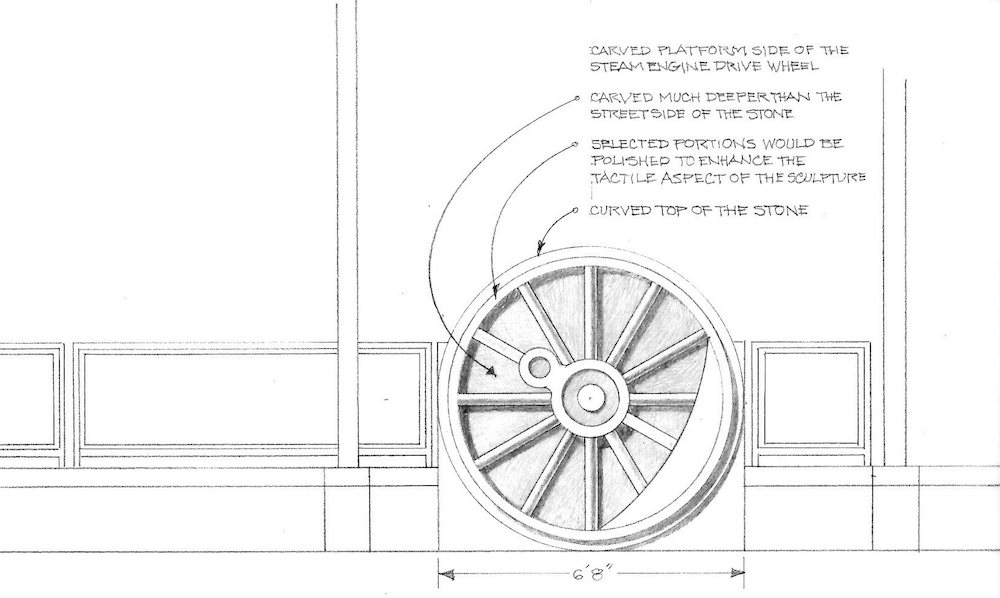 CARVED PLATFORM SIDE OF THE
STEAM ENGINE DRIVE WHEEL
CARVED MUCH DEEPER THAN THE
STREET SIDE OF THE STONE
SELECTED PORTIONS WOULD BE
POLISHED TO ENHANCE THE
TACTILE ASPECT OF THE SCULPTURE
CURVED TOP OF THE STONE
6'8"